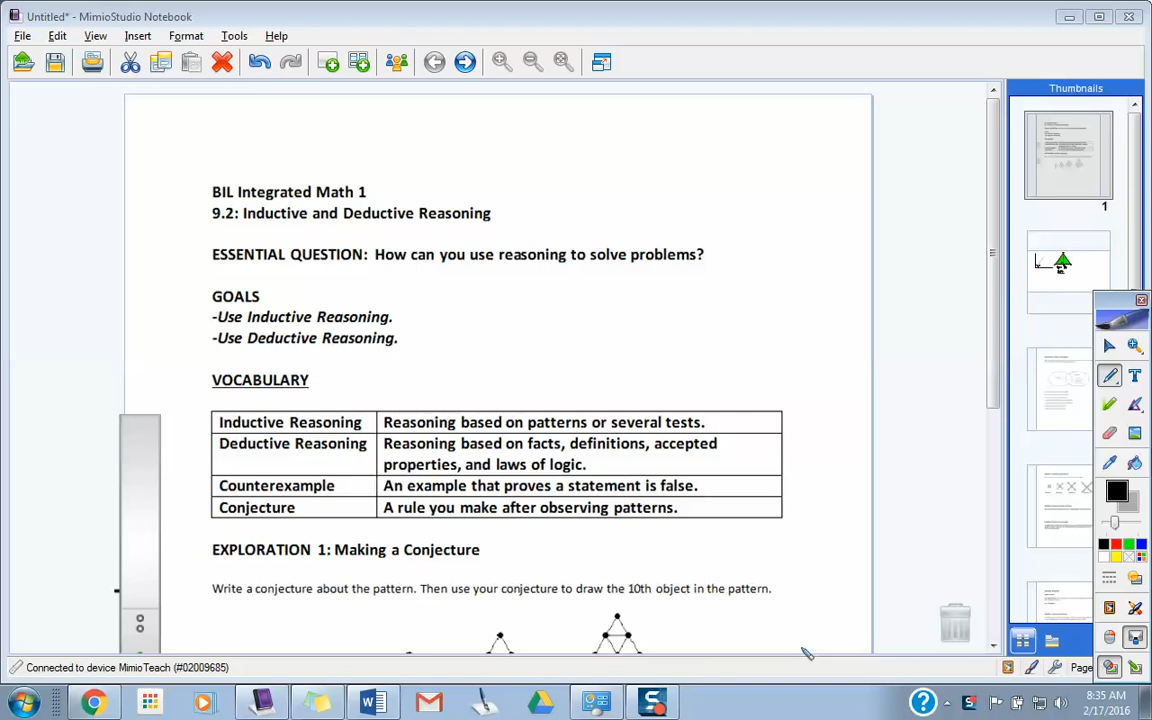 Untitled* - MimioStudio Notebook
File Edit View Insert Format Tools Help
Thumbnails
BIL Integrated Math 1
9.2: Inductive and Deductive Reasoning
ESSENTIAL QUESTION: How can you use reasoning to solve problems?
GOALS
-Use Inductive Reasoning.
-Use Deductive Reasoning.
VOCABULARY
Inductive Reasoning Reasoning based on patterns or several tests.
Deductive Reasoning Reasoning based on facts, definitions, accepted
properties, and laws of logic.
Counterexample An example that proves a statement is false.
Conjecture A rule you make after observing patterns.
EXPLORATION 1: Making a Conjecture
Write a conjecture about the pattern. Then use your conjecture to draw the 10th object in the pattern.
1
Connected to device MimioTeach (#02009685)
Page
8:35 AM
2/17/2016